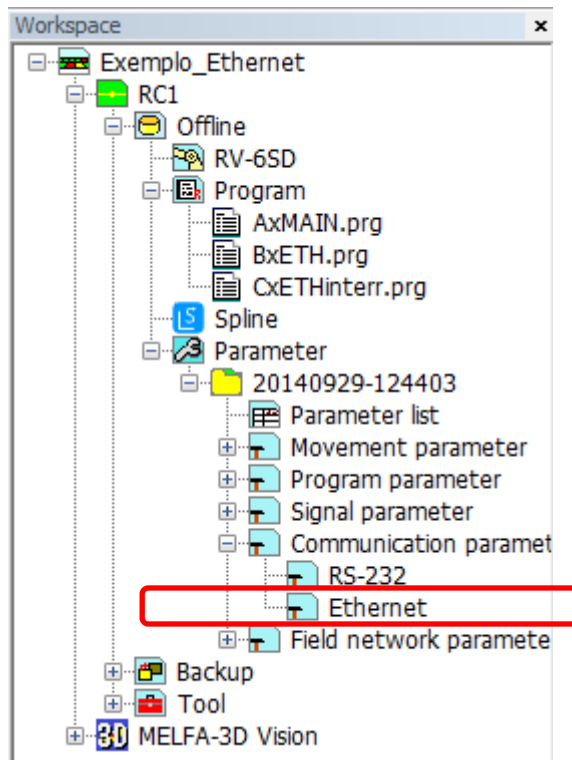 Workspace
Exemplo_Ethernet
RC1
Offline
RV-6SD
Program
AxMAIN.prg
BxETH.prg
CxETHinterr.prg
Spline
Parameter
20140929-124403
Parameter list
Movement parameter
Program parameter
Signal parameter
Communication paramet
RS-232
Ethernet
Field network paramete
Backup
Tool
MELFA-3D Vision